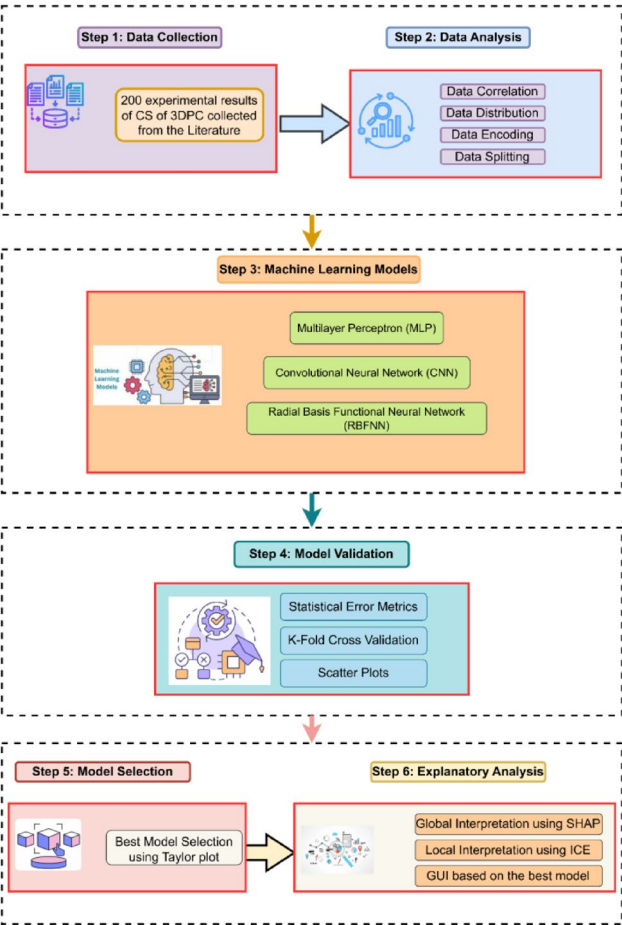 Step 1: Data Collection
Step 2: Data Analysis
200 experimental results
of CS of 3DPC collected
from the Literature
Data Correlation
Data Distribution
Data Encoding
Data Splitting
Step 3: Machine Learning Models
Machine
Learning
Models
Multilayer Perceptron (MLP)
Convolutional Neural Network (CNN)
Radial Basis Functional Neural Network
(RBFNN)
Step 4: Model Validation
Statistical Error Metrics
K-Fold Cross Validation
Scatter Plots
Step 5: Model Selection
Step 6: Explanatory Analysis
Best Model Selection
using Taylor plot
Global Interpretation using SHAP
Local Interpretation using ICE
GUI based on the best model